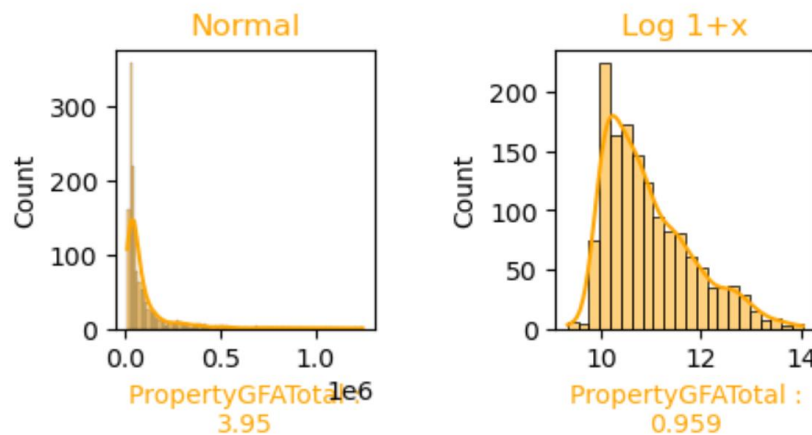 Normal
Log 1+x
Count
300
200
100
0
0.0 0.5 1.0
1e6
PropertyGFATotal :
3.95
Count
200
150
100
50
0
10 12 14
PropertyGFATotal :
0.959